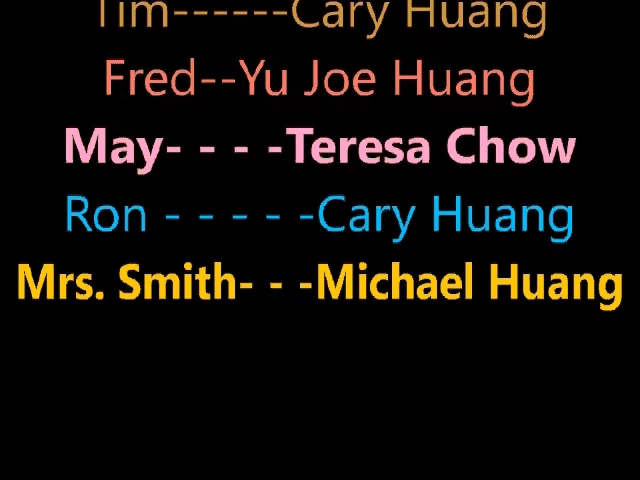 Tim------Cary Huang
Fred--Yu Joe Huang
May- - - -Teresa Chow
Ron - - - - -Cary Huang
Mrs. Smith- - -Michael Huang